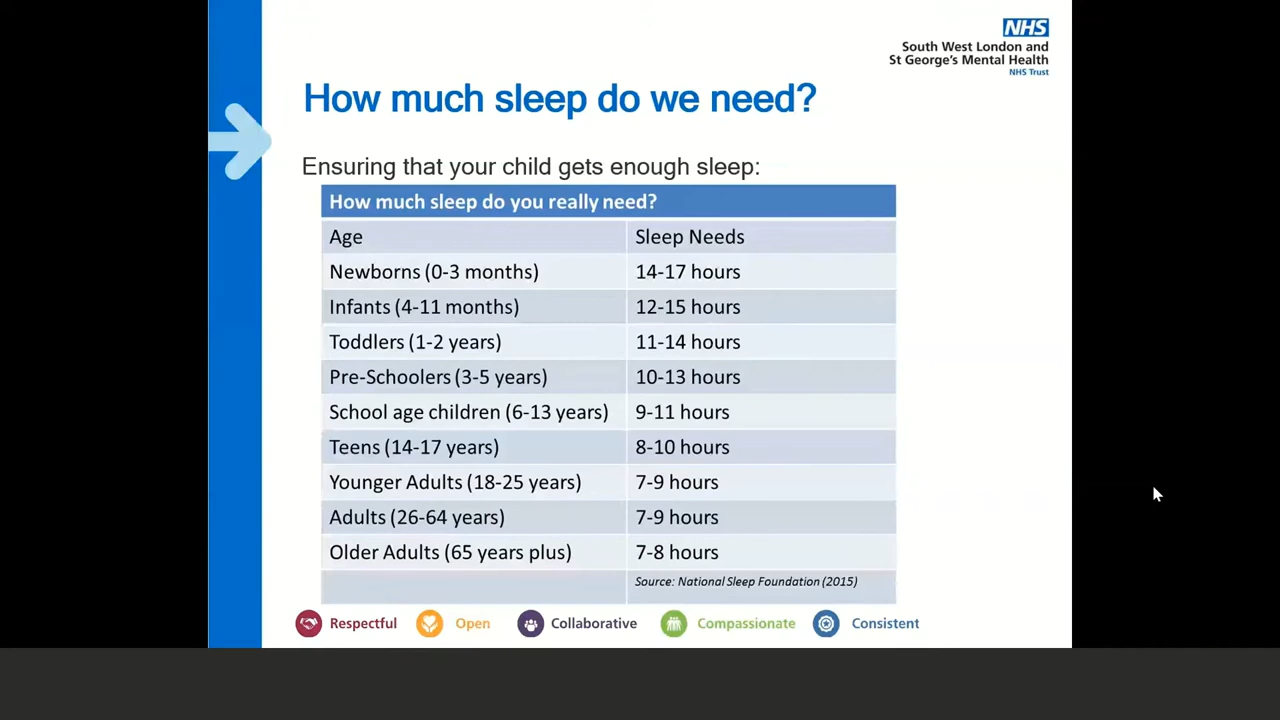 NHS
South West London and
St George's Mental Health
NHS Trust
How much sleep do we need?
Ensuring that your child gets enough sleep:
How much sleep do you really need?
Age Sleep Needs
Newborns (0-3 months) 14-17 hours
Infants (4-11 months) 12-15 hours
Toddlers (1-2 years) 11-14 hours
Pre-Schoolers (3-5 years) 10-13 hours
School age children (6-13 years) 9-11 hours
Teens (14-17 years) 8-10 hours
Younger Adults (18-25 years) 7-9 hours
Adults (26-64 years) 7-9 hours
Older Adults (65 years plus) 7-8 hours
Source: National Sleep Foundation (2015)
Respectful Open Collaborative Compassionate Consistent